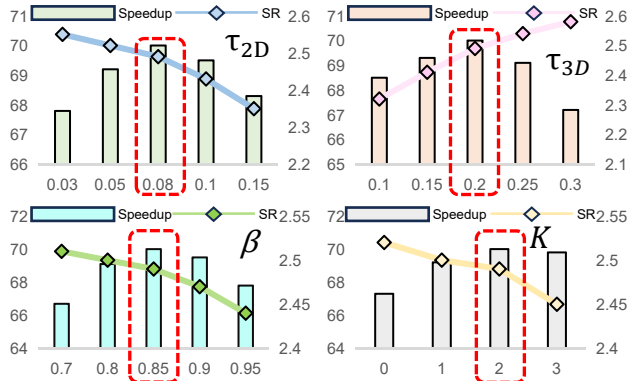 Speedup SR
71 2.6
70 2.5
69
68 2.4
67 2.3
66 2.2
τ2D
0.03 0.05 0.08 0.1 0.15
Speedup SR
71 2.6
70 2.5
69 2.4
68
67 2.3
66 2.2
65 2.1
τ3D
0.1 0.15 0.2 0.25 0.3
Speedup SR
72 2.55
70 2.5
68
66 2.45
64 2.4
β
0.7 0.8 0.85 0.9 0.95
Speedup SR
72 2.55
70 2.5
68
66 2.45
64 2.4
K
0 1 2 3